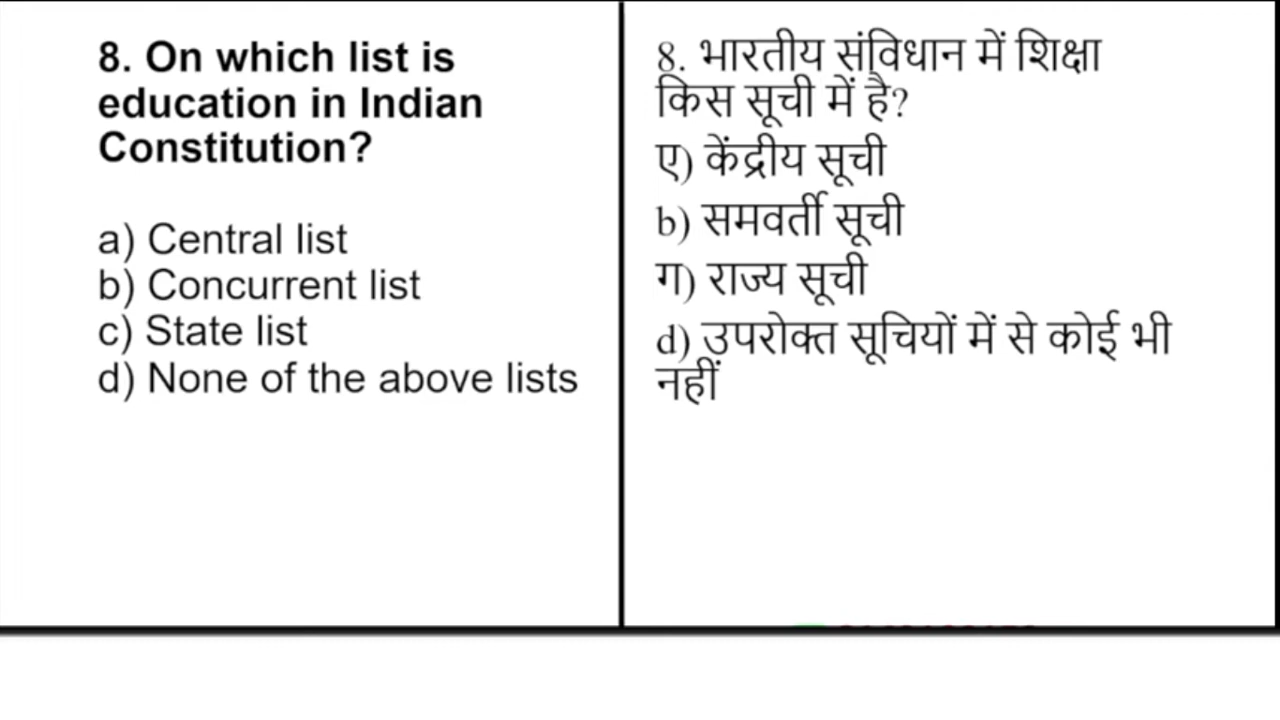 8. On which list is
education in Indian
Constitution?
a) Central list
b) Concurrent list
c) State list
d) None of the above lists
8. भारतीय संविधान में शिक्षा
किस सूची में है?
ए) केंद्रीय सूची
b) समवर्ती सूची
ग) राज्य सूची
d) उपरोक्त सूचियों में से कोई भी
नहीं